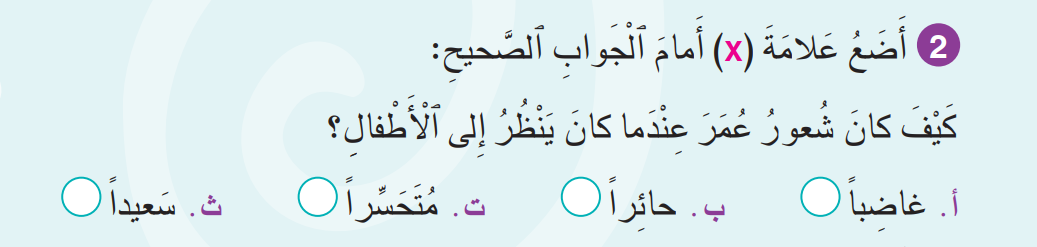 2 أَضَعُ عَلامَةَ (x) أَمامَ ٱلْجَوابِ ٱلصَّحيحِ:
كَيْفَ كانَ شُعورُ عُمَرَ عِنْدَما كانَ يَنْظُرُ إِلى ٱلْأَطْفالِ؟
أ. غاضِباً ب. حائِراً ت. مُتَحَسِّراً ث. سَعيداً